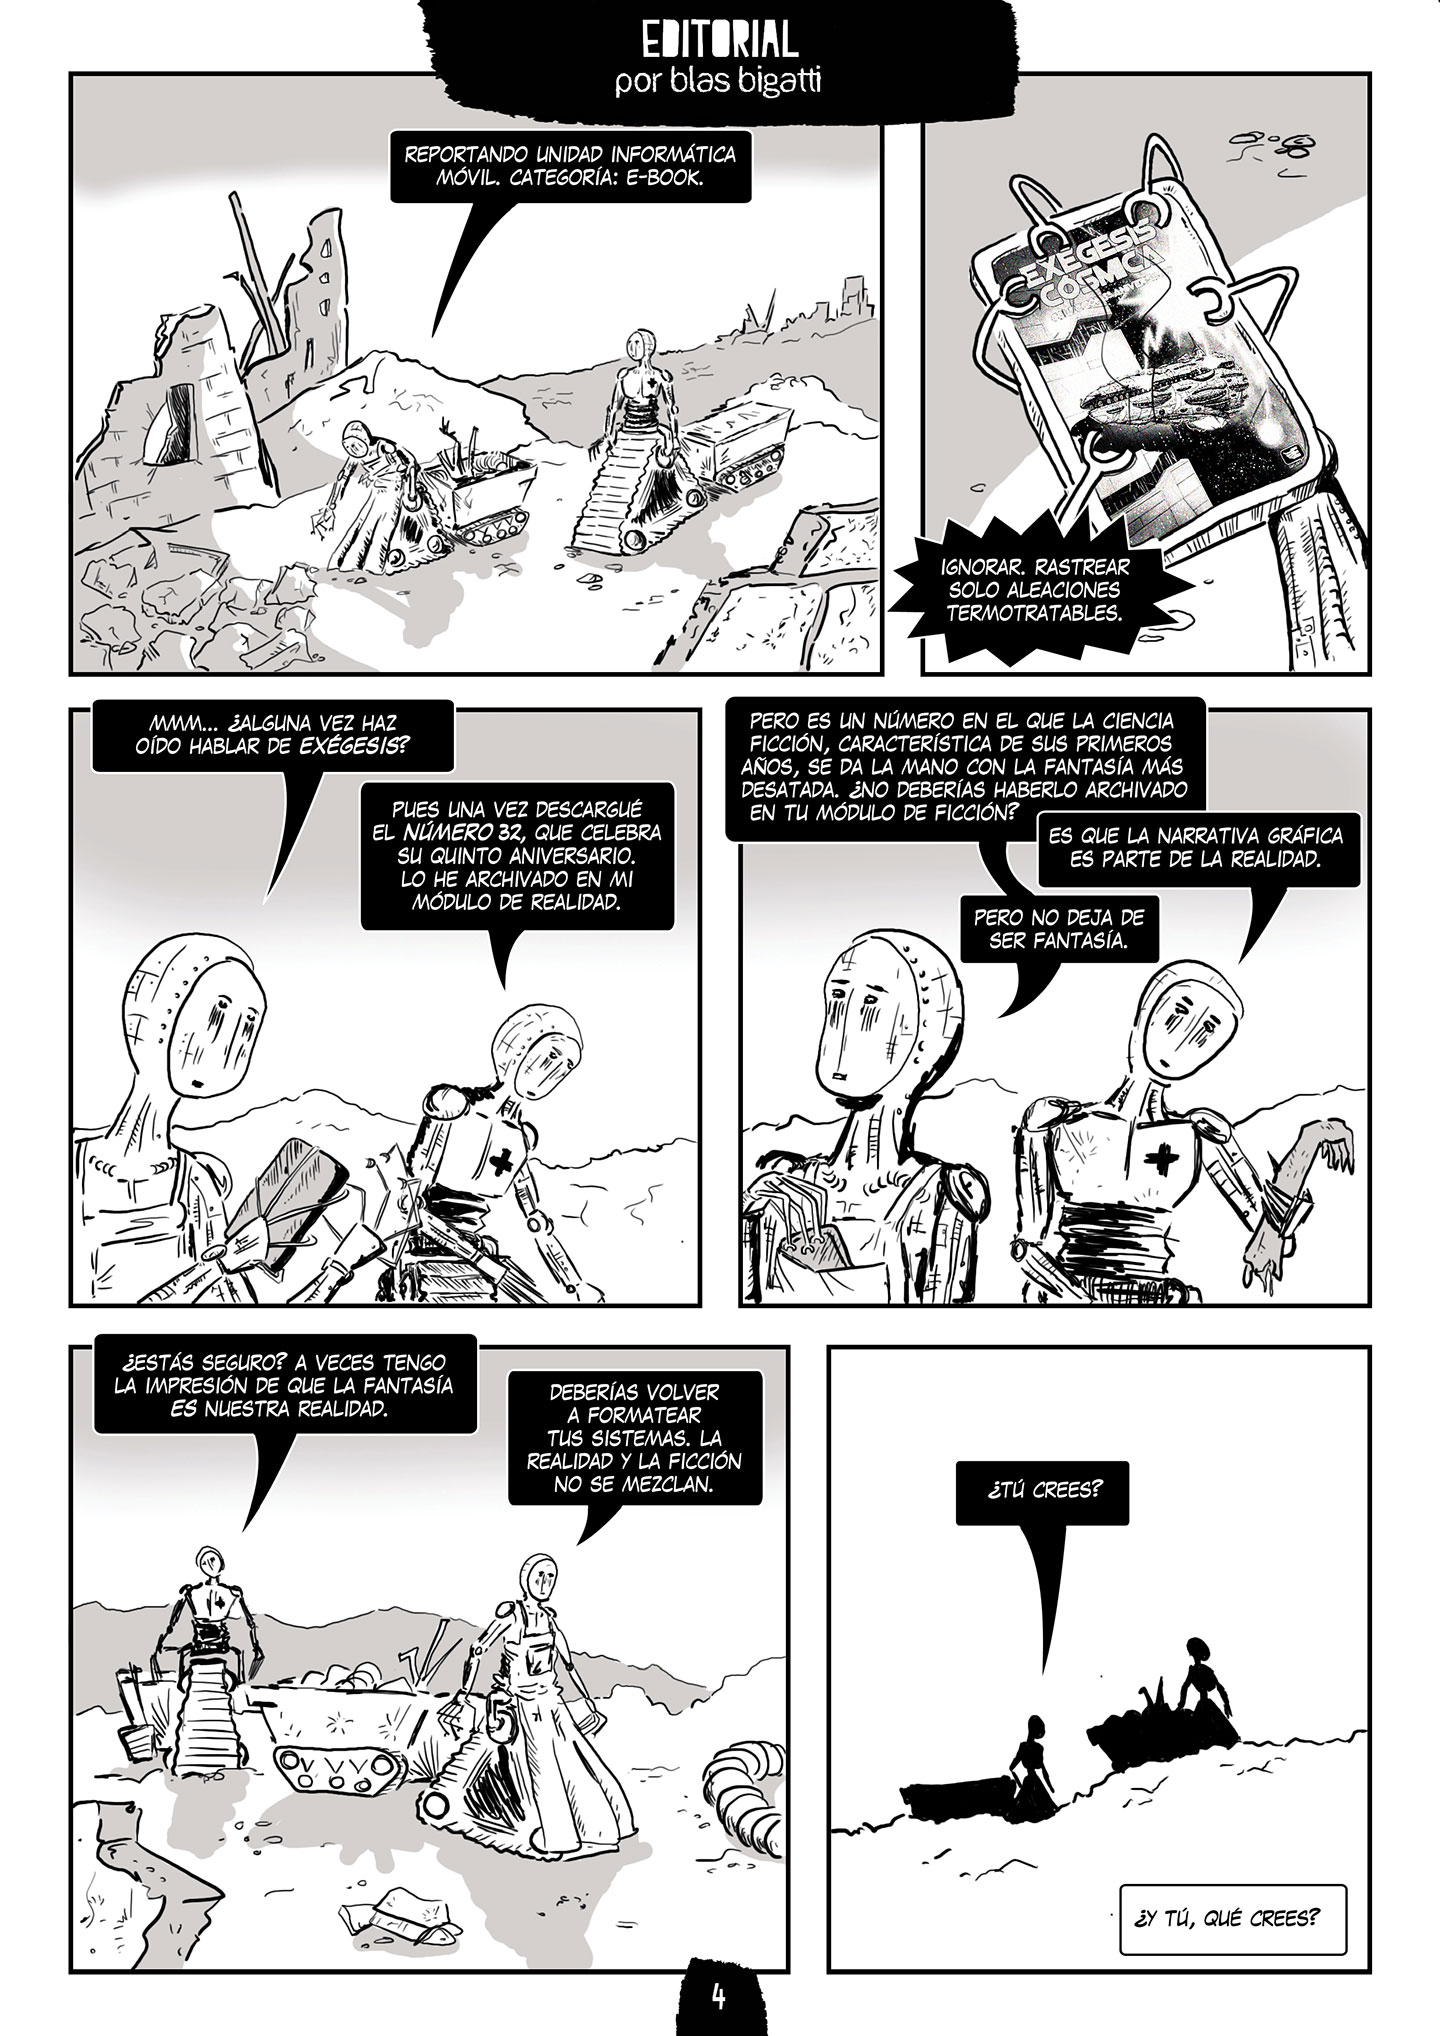 EDITORIAL
por blas bigatti
REPORTANDO UNIDAD INFORMÁTICA
MÓVIL. CATEGORÍA: E-BOOK.
EXÉGESIS
CÓSMICA
IGNORAR. RASTREAR
SOLO ALEACIONES
TERMOTRATABLES.
MMM... ¿ALGUNA VEZ HAZ
OÍDO HABLAR DE EXÉGESIS?
PUES UNA VEZ DESCARGUÉ
EL NÚMERO 32, QUE CELEBRA
SU QUINTO ANIVERSARIO.
LO HE ARCHIVADO EN MI
MÓDULO DE REALIDAD.
PERO ES UN NÚMERO EN EL QUE LA CIENCIA
FICCIÓN, CARACTERÍSTICA DE SUS PRIMEROS
AÑOS, SE DA LA MANO CON LA FANTASÍA MÁS
DESATADA. ¿NO DEBERÍAS HABERLO ARCHIVADO
EN TU MÓDULO DE FICCIÓN?
ES QUE LA NARRATIVA GRÁFICA
ES PARTE DE LA REALIDAD.
PERO NO DEJA DE
SER FANTASÍA.
¿ESTÁS SEGURO? A VECES TENGO
LA IMPRESIÓN DE QUE LA FANTASÍA
ES NUESTRA REALIDAD.
DEBERÍAS VOLVER
A FORMATEAR
TUS SISTEMAS. LA
REALIDAD Y LA FICCIÓN
NO SE MEZCLAN.
¿TÚ CREES?
¿Y TÚ, QUÉ CREES?
4